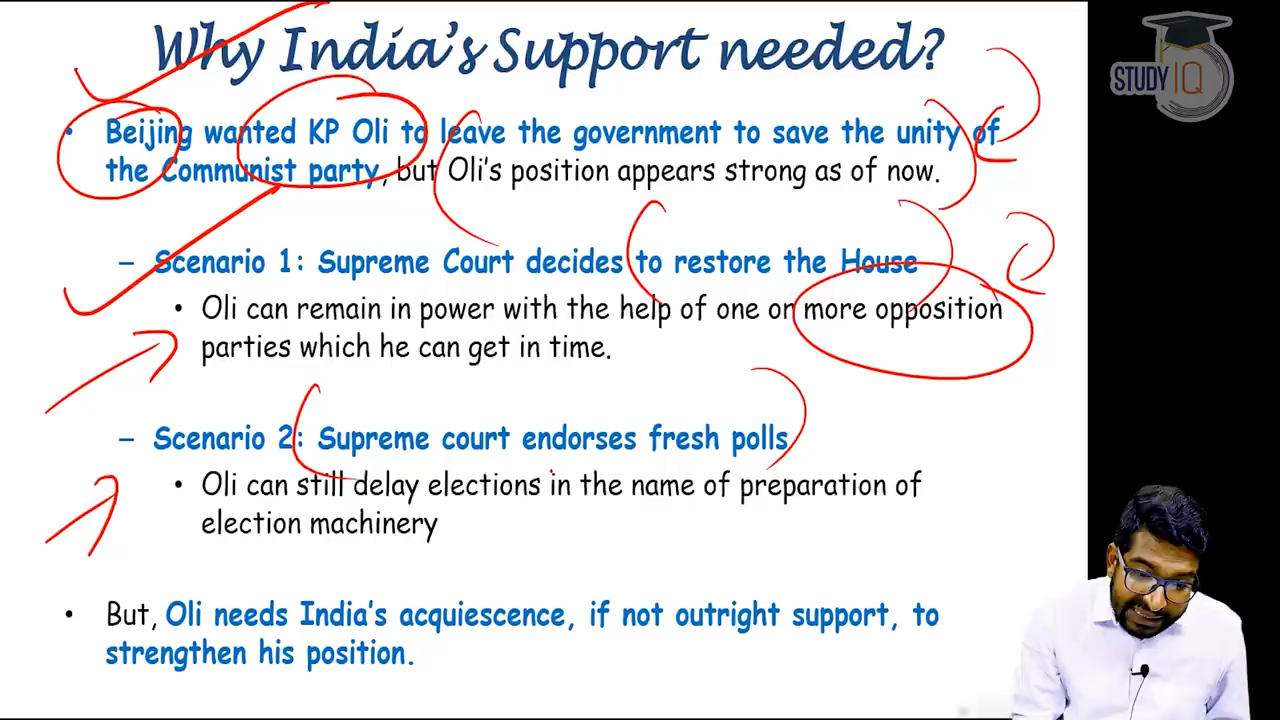 Why India's Support needed?
STUDY IQ
• Beijing wanted KP Oli to leave the government to save the unity of
the Communist party, but Oli's position appears strong as of now.
– Scenario 1: Supreme Court decides to restore the House
• Oli can remain in power with the help of one or more opposition
parties which he can get in time.
– Scenario 2: Supreme court endorses fresh polls
• Oli can still delay elections in the name of preparation of
election machinery
• But, Oli needs India's acquiescence, if not outright support, to
strengthen his position.